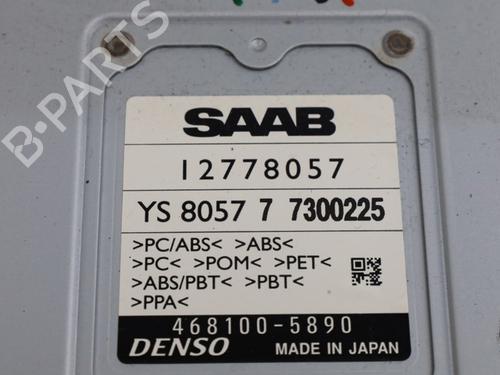 B-PARTS
SAAB
12778057
YS 8057 7 7300225
>PC/ABS< >ABS<
>PC< >POM< >PET<
>ABS/PBT< >PBT<
>PPA<
468100-5890
DENSO MADE IN JAPAN